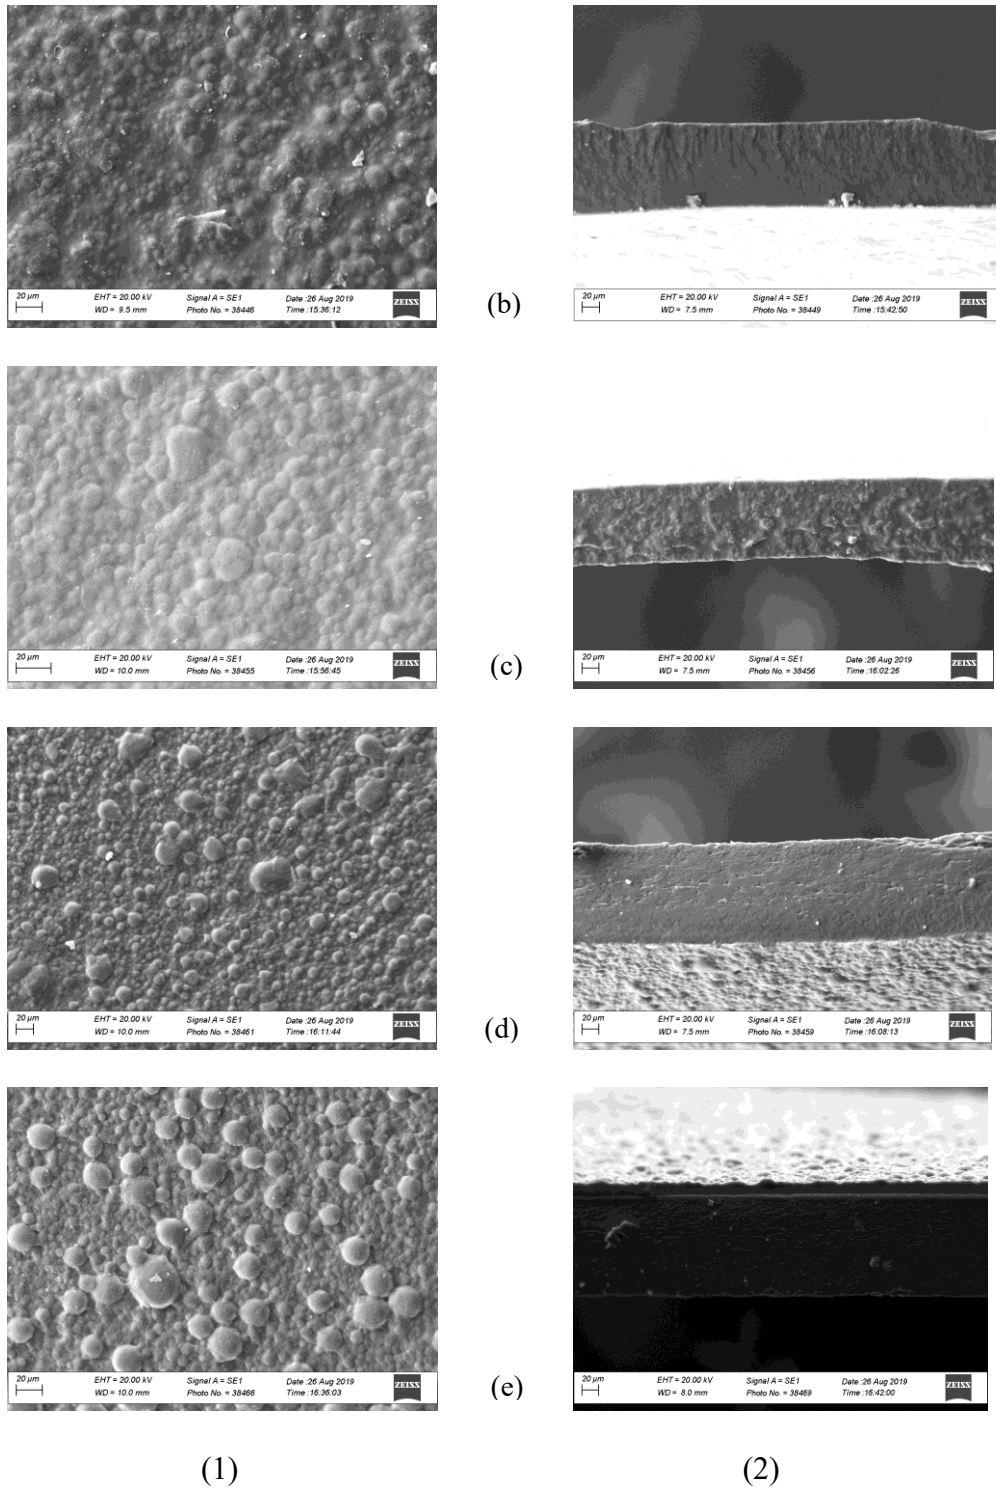 20 µm EHT = 20.00 kV Signal A = SE1 Date :26 Aug 2019 ZEISS
WD = 9.5 mm Photo No. = 38446 Time :15:36:12
(b)
20 µm EHT = 20.00 kV Signal A = SE1 Date :26 Aug 2019 ZEISS
WD = 7.5 mm Photo No. = 38449 Time :15:42:50
20 µm EHT = 20.00 kV Signal A = SE1 Date :26 Aug 2019 ZEISS
WD = 10.0 mm Photo No. = 38455 Time :15:56:45
(c)
20 µm EHT = 20.00 kV Signal A = SE1 Date :26 Aug 2019 ZEISS
WD = 7.5 mm Photo No. = 38456 Time :16:02:26
20 µm EHT = 20.00 kV Signal A = SE1 Date :26 Aug 2019 ZEISS
WD = 10.0 mm Photo No. = 38461 Time :16:11:44
(d)
20 µm EHT = 20.00 kV Signal A = SE1 Date :26 Aug 2019 ZEISS
WD = 7.5 mm Photo No. = 38459 Time :16:08:13
20 µm EHT = 20.00 kV Signal A = SE1 Date :26 Aug 2019 ZEISS
WD = 10.0 mm Photo No. = 38466 Time :16:36:03
(e)
20 µm EHT = 20.00 kV Signal A = SE1 Date :26 Aug 2019 ZEISS
WD = 8.0 mm Photo No. = 38469 Time :16:42:00
(1) (2)